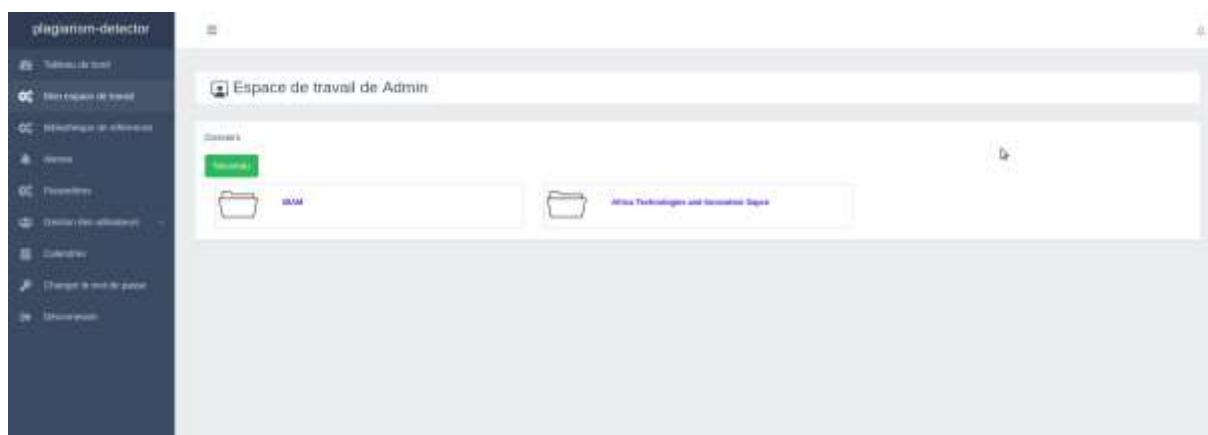 plagiarism-detector
Tableau de bord
Mon espace de travail
Bibliothèque de références
Alertes
Paramètres
Gestion des utilisateurs
Calendrier
Changer le mot de passe
Déconnexion
Espace de travail de Admin
Dossiers
Nouveau
Africa Technologies and Innovation